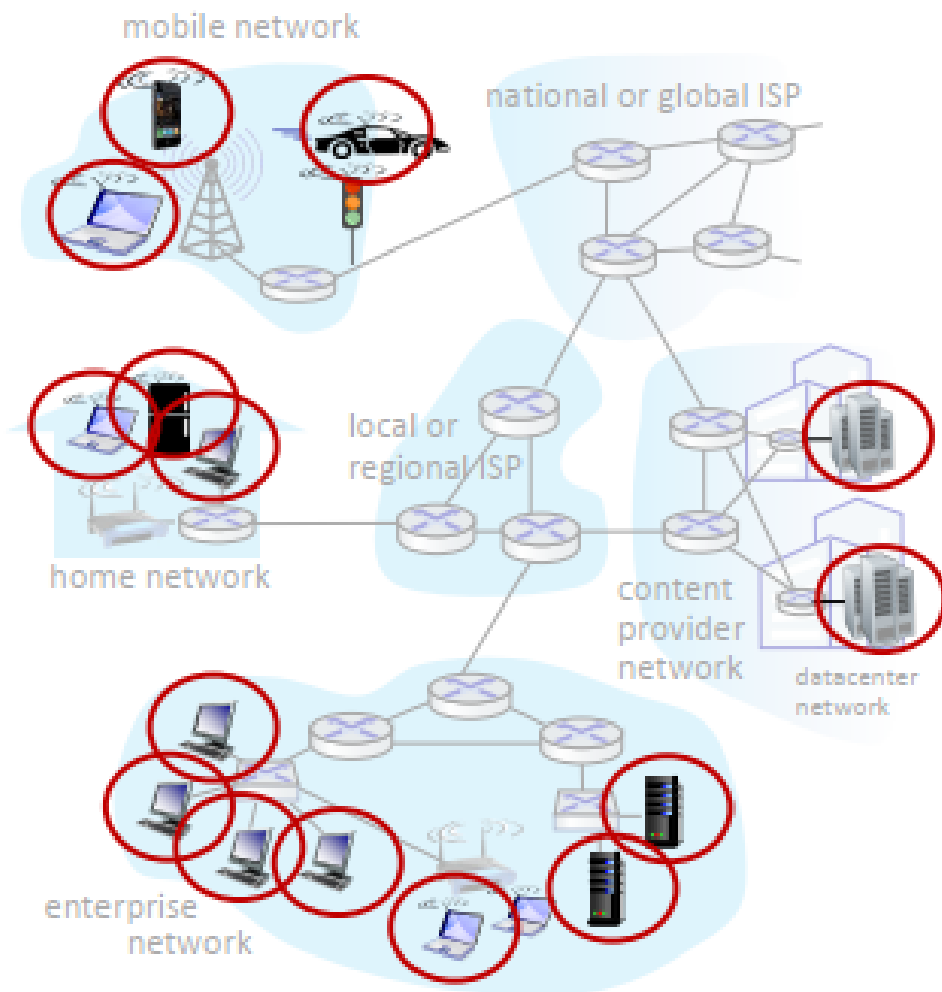 mobile network
national or global ISP
local or
regional ISP
home network
content
provider
network
datacenter
network
enterprise
network